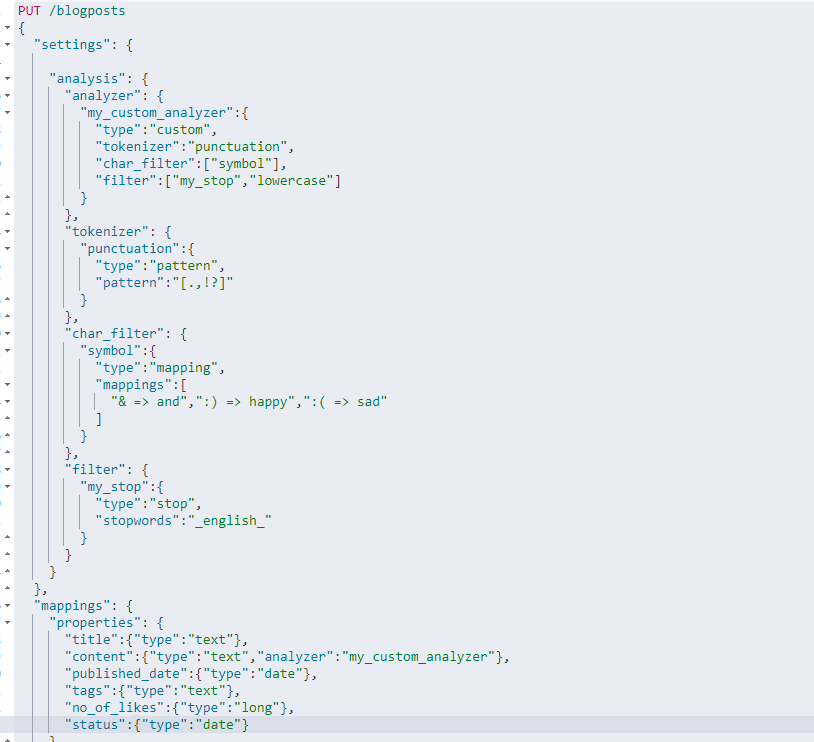 PUT /blogposts
{
  "settings": {
    "analysis": {
      "analyzer": {
        "my_custom_analyzer":{
          "type":"custom",
          "tokenizer":"punctuation",
          "char_filter":["symbol"],
          "filter":["my_stop","lowercase"]
        }
      },
      "tokenizer": {
        "punctuation":{
          "type":"pattern",
          "pattern":"[.,!?]"
        }
      },
      "char_filter": {
        "symbol":{
          "type":"mapping",
          "mappings":[
            "& => and",":) => happy",":( => sad"
          ]
        }
      },
      "filter": {
        "my_stop":{
          "type":"stop",
          "stopwords":"_english_"
        }
      }
    }
  },
  "mappings": {
    "properties": {
      "title":{"type":"text"},
      "content":{"type":"text","analyzer":"my_custom_analyzer"},
      "published_date":{"type":"date"},
      "tags":{"type":"text"},
      "no_of_likes":{"type":"long"},
      "status":{"type":"date"}
    }